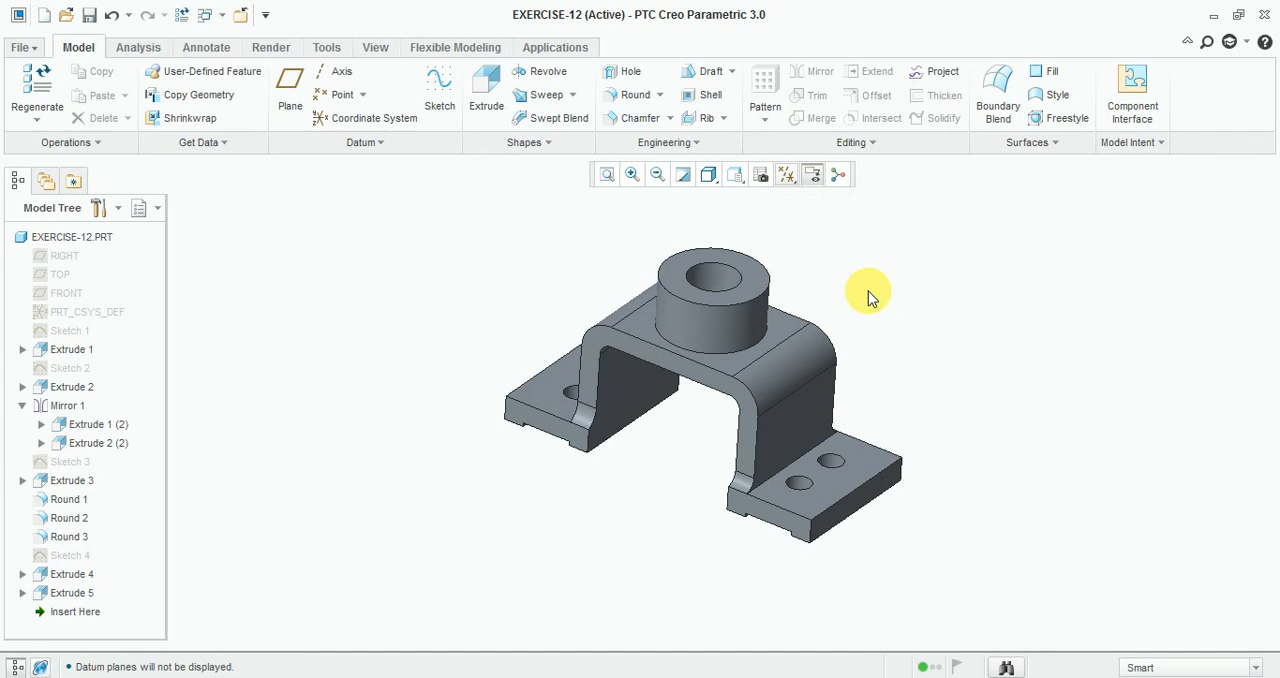 EXERCISE-12 (Active) - PTC Creo Parametric 3.0
File Model Analysis Annotate Render Tools View Flexible Modeling Applications
Regenerate
Copy
Paste
Delete
Operations
User-Defined Feature
Copy Geometry
Shrinkwrap
Get Data
Plane
Axis
Point
Coordinate System
Sketch
Datum
Extrude
Revolve
Sweep
Swept Blend
Shapes
Hole
Round
Chamfer
Draft
Shell
Rib
Engineering
Pattern
Mirror
Trim
Merge
Extend
Offset
Intersect
Project
Thicken
Solidify
Editing
Boundary
Blend
Fill
Style
Freestyle
Surfaces
Component
Interface
Model Intent
Model Tree
EXERCISE-12.PRT
RIGHT
TOP
FRONT
PRT_CSYS_DEF
Sketch 1
Extrude 1
Sketch 2
Extrude 2
Mirror 1
Extrude 1 (2)
Extrude 2 (2)
Sketch 3
Extrude 3
Round 1
Round 2
Round 3
Sketch 4
Extrude 4
Extrude 5
Insert Here
• Datum planes will not be displayed.
Smart